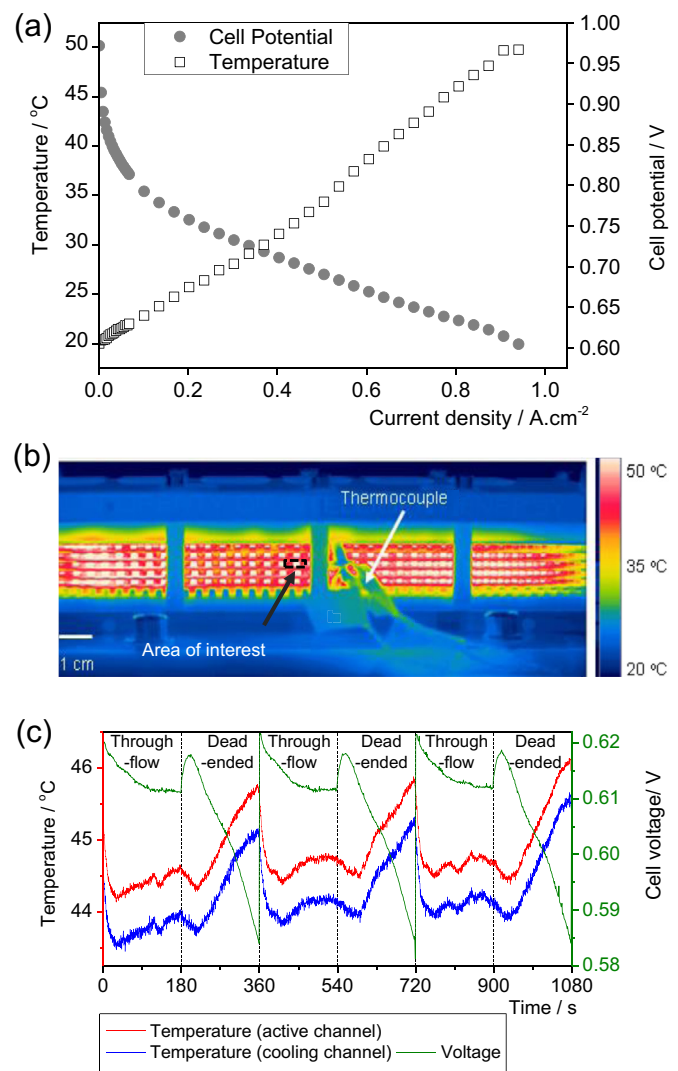 (a)
Cell Potential
Temperature
50
45
40
35
30
25
20
Temperature / °C
1.00
0.95
0.90
0.85
0.80
0.75
0.70
0.65
0.60
Cell potential / V
0.0 0.2 0.4 0.6 0.8 1.0
Current density / A.cm-2
(b)
Thermocouple
Area of interest
1 cm
50 ºC
35 ºC
20 ºC
(c)
Through
-flow
Dead
-ended
Through
-flow
Dead
-ended
Through
-flow
Dead
-ended
46
45
44
Temperature / °C
0.62
0.61
0.60
0.59
0.58
Cell voltage/ V
0 180 360 540 720 900 1080
Time / s
Temperature (active channel)
Temperature (cooling channel) Voltage